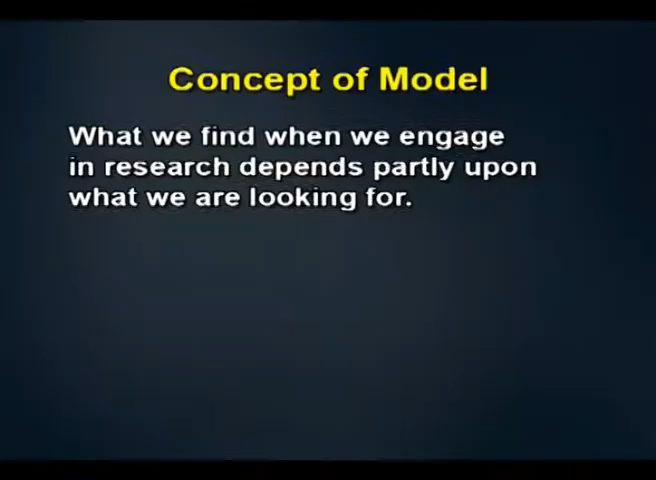 Concept of Model
What we find when we engage
in research depends partly upon
what we are looking for.